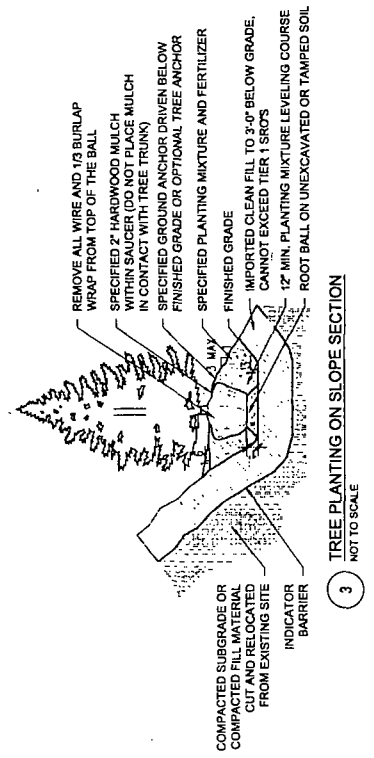 REMOVE ALL WIRE AND 1/3 BURLAP
WRAP FROM TOP OF THE BALL
SPECIFIED 2" HARDWOOD MULCH
WITHIN SAUCER (DO NOT PLACE MULCH
IN CONTACT WITH TREE TRUNK)
SPECIFIED GROUND ANCHOR DRIVEN BELOW
FINISHED GRADE OR OPTIONAL TREE ANCHOR
SPECIFIED PLANTING MIXTURE AND FERTILIZER
FINISHED GRADE
IMPORTED CLEAN FILL TO 3'-0" BELOW GRADE,
CANNOT EXCEED TIER 1 SRO'S
12" MIN. PLANTING MIXTURE LEVELING COURSE
ROOT BALL ON UNEXCAVATED OR TAMPED SOIL
3 MAX
1
COMPACTED SUBGRADE OR
COMPACTED FILL MATERIAL
CUT AND RELOCATED
FROM EXISTING SITE
INDICATOR
BARRIER
3
TREE PLANTING ON SLOPE SECTION
NOT TO SCALE